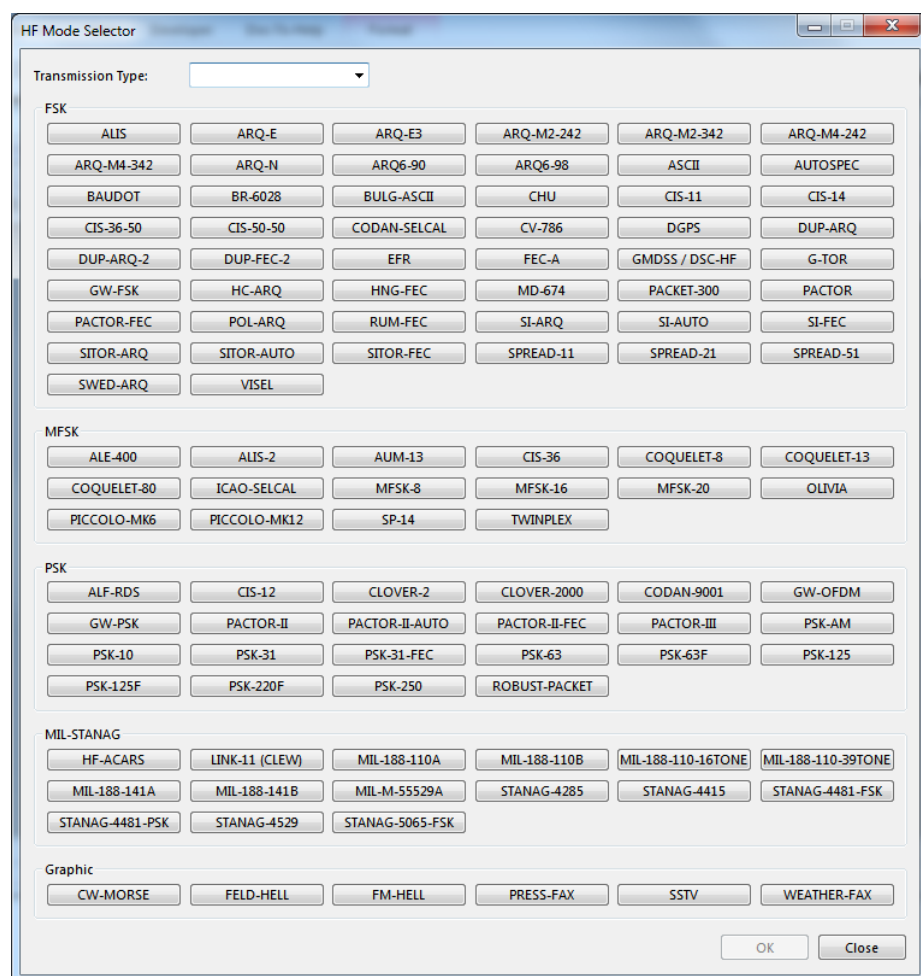 HF Mode Selector
Transmission Type:
FSK
ALIS ARQ-E ARQ-E3 ARQ-M2-242 ARQ-M2-342 ARQ-M4-242
ARQ-M4-342 ARQ-N ARQ6-90 ARQ6-98 ASCII AUTOSPEC
BAUDOT BR-6028 BULG-ASCII CHU CIS-11 CIS-14
CIS-36-50 CIS-50-50 CODAN-SELCAL CV-786 DGPS DUP-ARQ
DUP-ARQ-2 DUP-FEC-2 EFR FEC-A GMDSS / DSC-HF G-TOR
GW-FSK HC-ARQ HNG-FEC MD-674 PACKET-300 PACTOR
PACTOR-FEC POL-ARQ RUM-FEC SI-ARQ SI-AUTO SI-FEC
SITOR-ARQ SITOR-AUTO SITOR-FEC SPREAD-11 SPREAD-21 SPREAD-51
SWED-ARQ VISEL
MFSK
ALE-400 ALIS-2 AUM-13 CIS-36 COQUELET-8 COQUELET-13
COQUELET-80 ICAO-SELCAL MFSK-8 MFSK-16 MFSK-20 OLIVIA
PICCOLO-MK6 PICCOLO-MK12 SP-14 TWINPLEX
PSK
ALF-RDS CIS-12 CLOVER-2 CLOVER-2000 CODAN-9001 GW-OFDM
GW-PSK PACTOR-II PACTOR-II-AUTO PACTOR-II-FEC PACTOR-III PSK-AM
PSK-10 PSK-31 PSK-31-FEC PSK-63 PSK-63F PSK-125
PSK-125F PSK-220F PSK-250 ROBUST-PACKET
MIL-STANAG
HF-ACARS LINK-11 (CLEW) MIL-188-110A MIL-188-110B MIL-188-110-16TONE MIL-188-110-39TONE
MIL-188-141A MIL-188-141B MIL-M-55529A STANAG-4285 STANAG-4415 STANAG-4481-FSK
STANAG-4481-PSK STANAG-4529 STANAG-5065-FSK
Graphic
CW-MORSE FELD-HELL FM-HELL PRESS-FAX SSTV WEATHER-FAX
OK Close